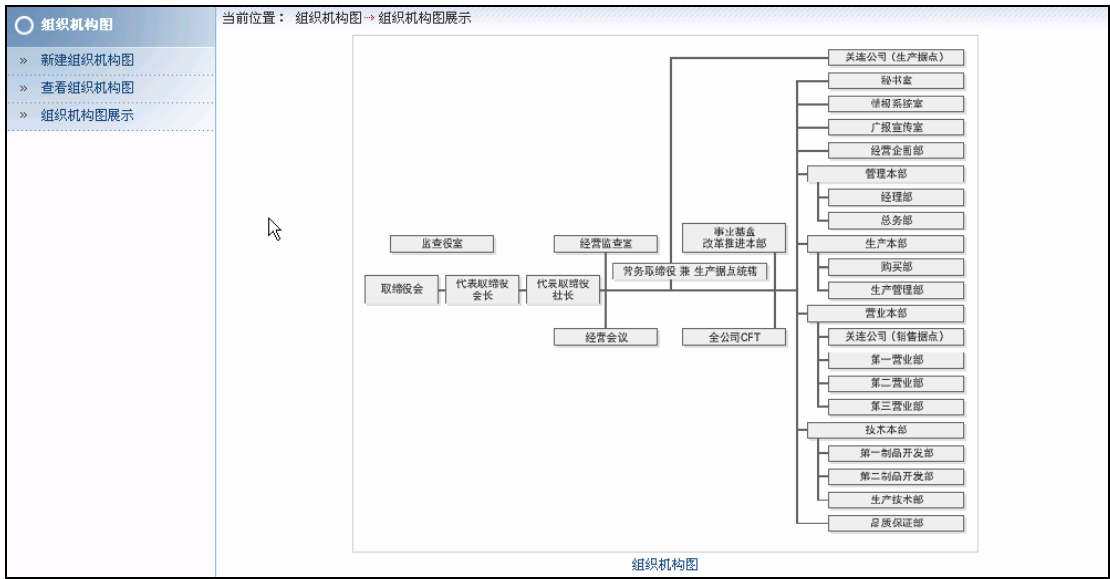 组织机构图
» 新建组织机构图
» 查看组织机构图
» 组织机构图展示
当前位置： 组织机构图→组织机构图展示
关连公司（生产据点）
秘书室
情报系统室
广报宣传室
经营企画部
管理本部
经理部
总务部
监查役室
经营监查室
事业基盘
改革推进本部
生产本部
常务取缔役 兼 生产据点统辖
购买部
取缔役会
代表取缔役
会长
代表取缔役
社长
生产管理部
营业本部
经营会议
全公司CFT
关连公司（销售据点）
第一营业部
第二营业部
第三营业部
技术本部
第一制品开发部
第二制品开发部
生产技术部
品质保证部
组织机构图